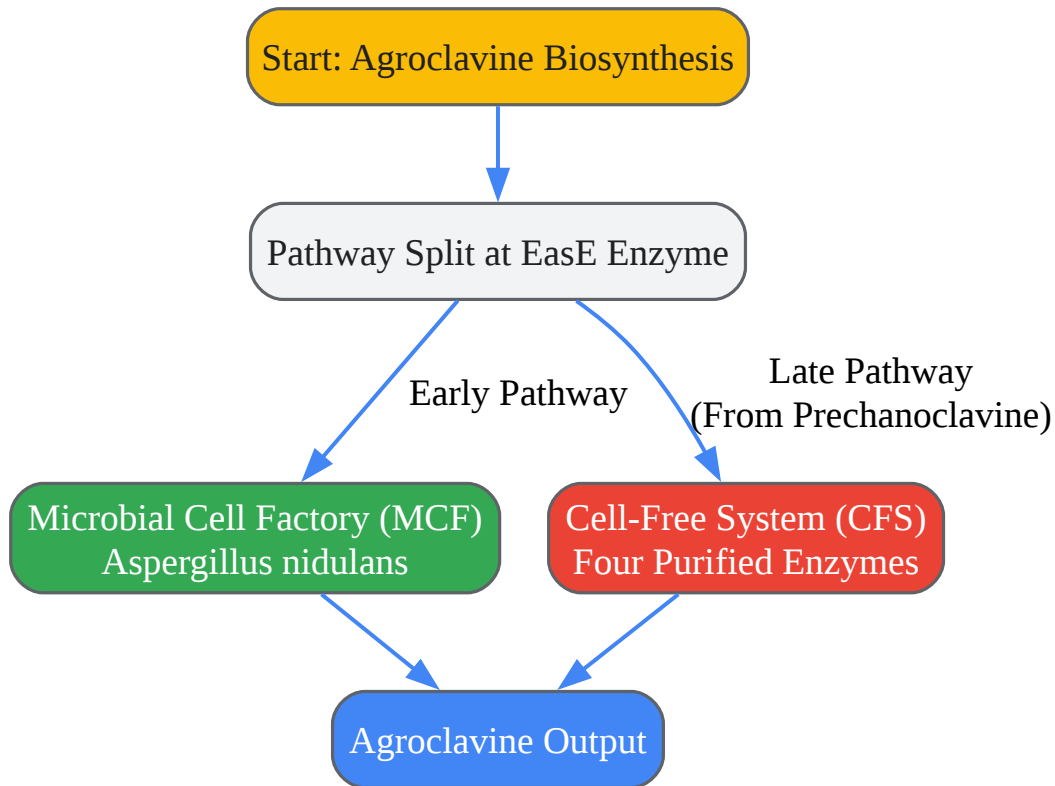 Start: Agroclavine Biosynthesis
Pathway Split at EasE Enzyme
Early Pathway
Late Pathway
(From Prechanoclavine)
Microbial Cell Factory (MCF)
Aspergillus nidulans
Cell-Free System (CFS)
Four Purified Enzymes
Agroclavine Output